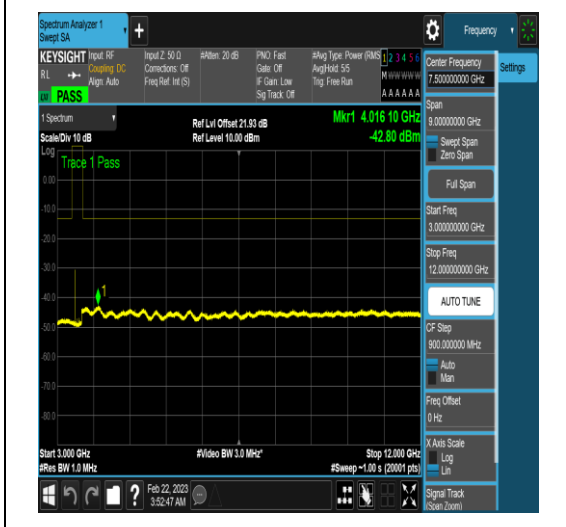 Spectrum Analyzer 1
Swept SA
+
Frequency
KEYSIGHT
RL
PASS
Input: RF
Coupling: DC
Align: Auto
Input Z: 50 Ω
Corrections: Off
Freq Ref: Int (S)
#Atten: 20 dB
PNO: Fast
Gate: Off
IF Gain: Low
Sig Track: Off
#Avg Type: Power (RMS)
Avg|Hold: 5/5
Trig: Free Run
1 2 3 4 5 6
M W W W W W
A A A A A A
1 Spectrum
Scale/Div 10 dB
Ref Lvl Offset 21.93 dB
Ref Level 10.00 dBm
Mkr1 4.016 10 GHz
-42.80 dBm
Log
Trace 1 Pass
0.00
-10.0
-20.0
-30.0
-40.0
-50.0
-60.0
-70.0
-80.0
1
Start 3.000 GHz
#Res BW 1.0 MHz
#Video BW 3.0 MHz*
Stop 12.000 GHz
#Sweep ~1.00 s (20001 pts)
?
Feb 22, 2023
3:52:47 AM
Center Frequency
7.500000000 GHz
Span
9.00000000 GHz
Swept Span
Zero Span
Full Span
Start Freq
3.000000000 GHz
Stop Freq
12.000000000 GHz
AUTO TUNE
CF Step
900.000000 MHz
Auto
Man
Freq Offset
0 Hz
X Axis Scale
Log
Lin
Signal Track
(Span Zoom)
Settings